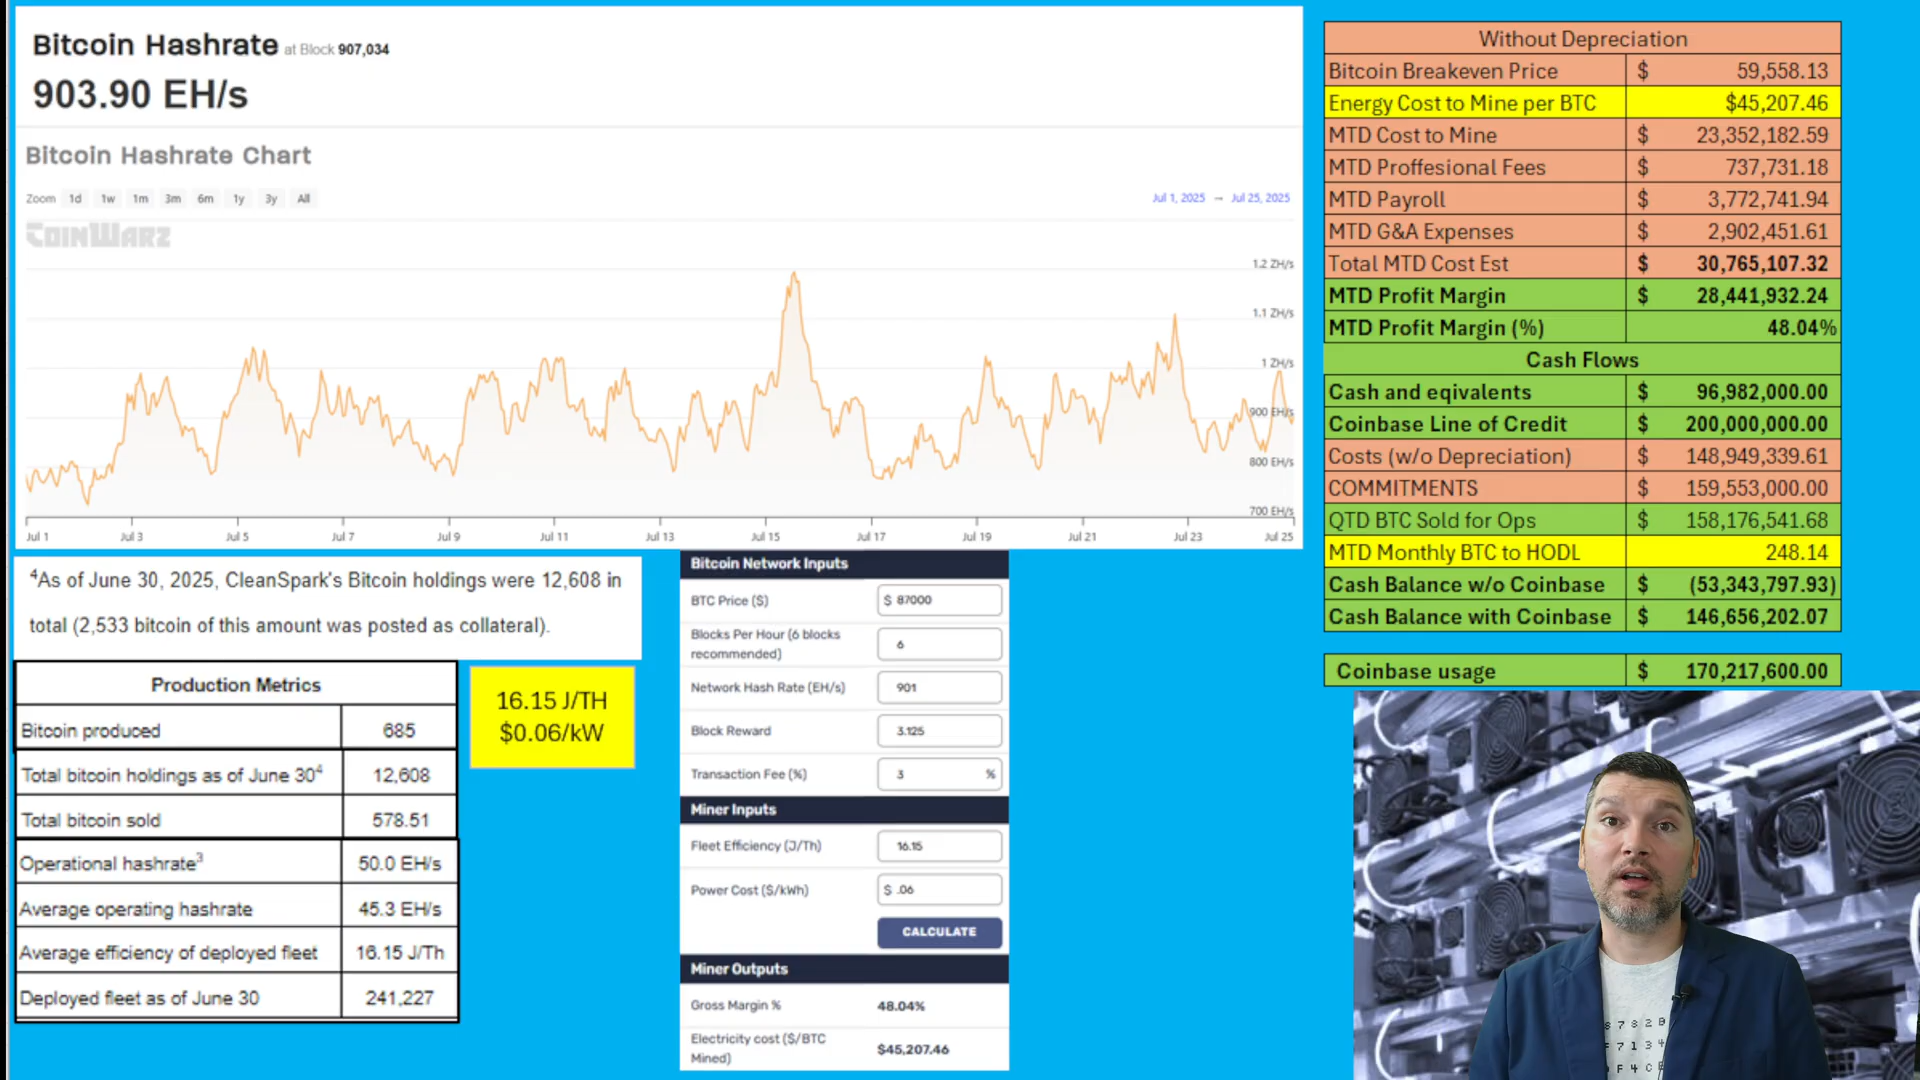 Bitcoin Hashrate at Block 907,034
903.90 EH/s
Bitcoin Hashrate Chart
Zoom 1d 1w 1m 3m 6m 1y 3y All
Jul 1, 2025 → Jul 25, 2025
CoinWarz
1.2 ZH/s
1.1 ZH/s
1 ZH/s
900 EH/s
800 EH/s
700 EH/s
Jul 1 Jul 3 Jul 5 Jul 7 Jul 9 Jul 11 Jul 13 Jul 15 Jul 17 Jul 19 Jul 21 Jul 23 Jul 25
⁴As of June 30, 2025, CleanSpark's Bitcoin holdings were 12,608 in
total (2,533 bitcoin of this amount was posted as collateral).
Production Metrics
Bitcoin produced 685
Total bitcoin holdings as of June 30⁴ 12,608
Total bitcoin sold 578.51
Operational hashrate³ 50.0 EH/s
Average operating hashrate 45.3 EH/s
Average efficiency of deployed fleet 16.15 J/Th
Deployed fleet as of June 30 241,227
16.15 J/TH
$0.06/kW
Bitcoin Network Inputs
BTC Price ($) $ 87000
Blocks Per Hour (6 blocks
recommended) 6
Network Hash Rate (EH/s) 901
Block Reward 3.125
Transaction Fee (%) 3 %
Miner Inputs
Fleet Efficiency (J/Th) 16.15
Power Cost ($/kWh) $ .06
CALCULATE
Miner Outputs
Gross Margin % 48.04%
Electricity cost ($/BTC
Mined) $45,207.46
Without Depreciation
Bitcoin Breakeven Price $ 59,558.13
Energy Cost to Mine per BTC $45,207.46
MTD Cost to Mine $ 23,352,182.59
MTD Proffesional Fees $ 737,731.18
MTD Payroll $ 3,772,741.94
MTD G&A Expenses $ 2,902,451.61
Total MTD Cost Est $ 30,765,107.32
MTD Profit Margin $ 28,441,932.24
MTD Profit Margin (%) 48.04%
Cash Flows
Cash and eqivalents $ 96,982,000.00
Coinbase Line of Credit $ 200,000,000.00
Costs (w/o Depreciation) $ 148,949,339.61
COMMITMENTS $ 159,553,000.00
QTD BTC Sold for Ops $ 158,176,541.68
MTD Monthly BTC to HODL 248.14
Cash Balance w/o Coinbase $ (53,343,797.93)
Cash Balance with Coinbase $ 146,656,202.07
Coinbase usage $ 170,217,600.00